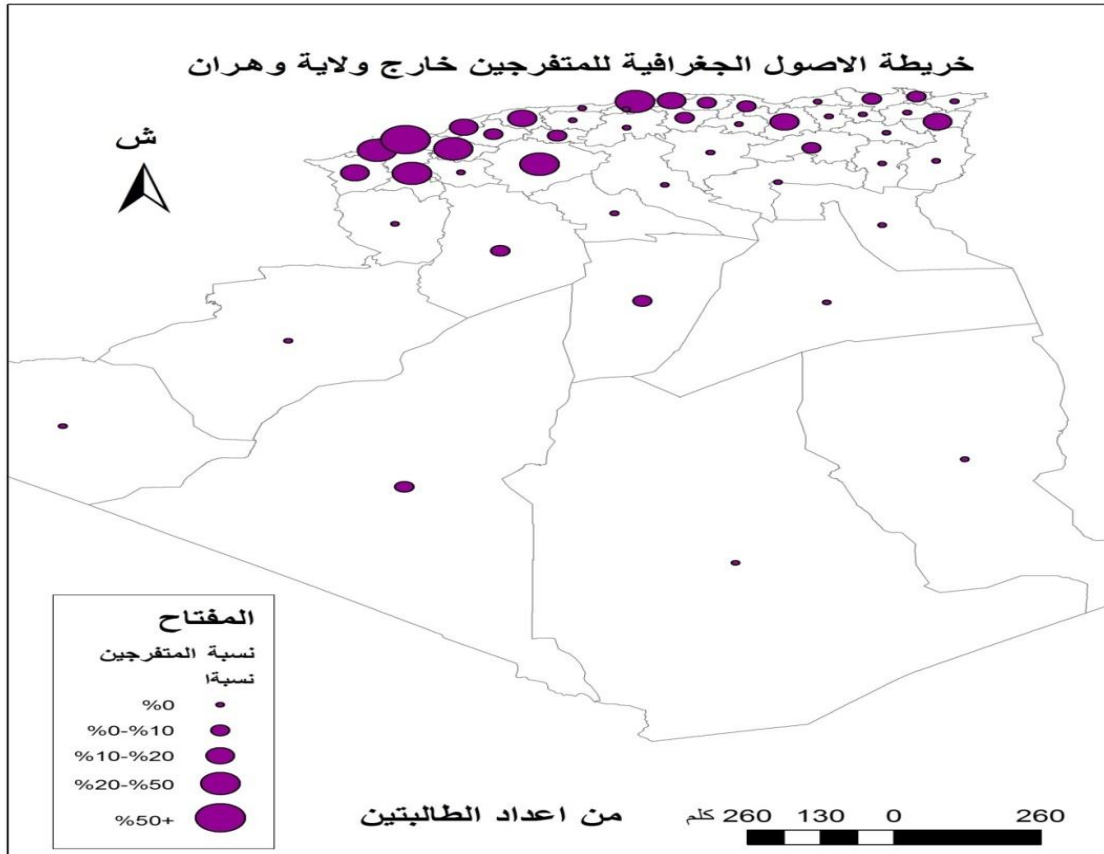 خريطة الاصول الجغرافية للمتفرجين خارج ولاية وهران
ش
المفتاح
نسبة المتفرجين
نسبةا
%0
%0-%10
%10-%20
%20-%50
%50+
من اعداد الطالبتين
كلم 260 130 0 260